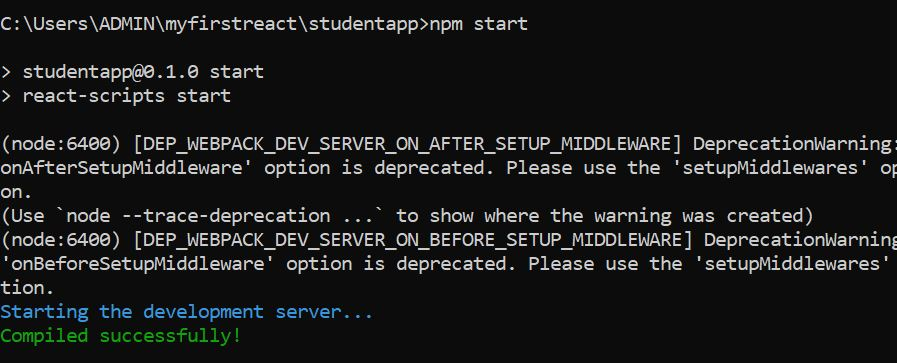 C:\Users\ADMIN\myfirstreact\studentapp>npm start
> studentapp@0.1.0 start
> react-scripts start
(node:6400) [DEP_WEBPACK_DEV_SERVER_ON_AFTER_SETUP_MIDDLEWARE] DeprecationWarning:
onAfterSetupMiddleware' option is deprecated. Please use the 'setupMiddlewares' op
on.
(Use `node --trace-deprecation ...` to show where the warning was created)
(node:6400) [DEP_WEBPACK_DEV_SERVER_ON_BEFORE_SETUP_MIDDLEWARE] DeprecationWarning
'onBeforeSetupMiddleware' option is deprecated. Please use the 'setupMiddlewares'
tion.
Starting the development server...
Compiled successfully!